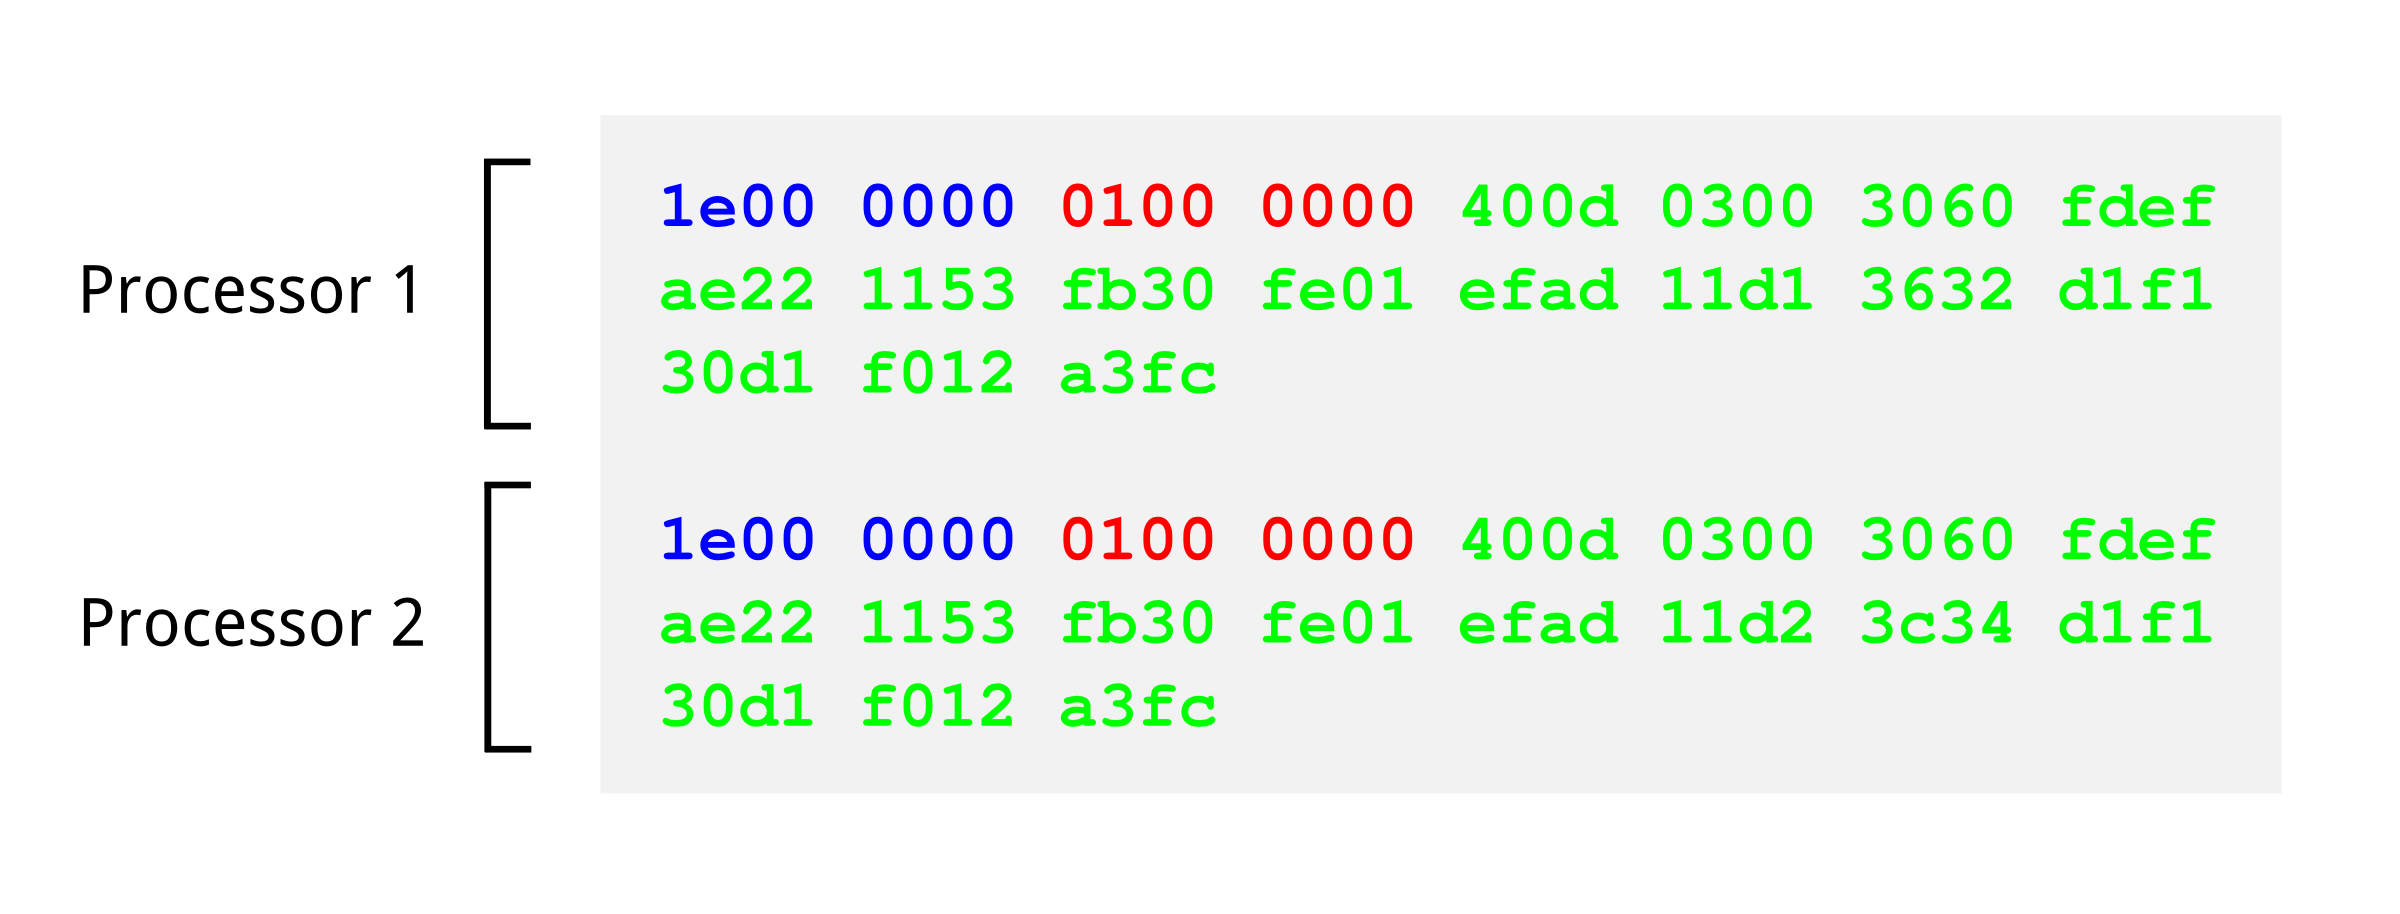 1e00 0000 0100 0000 400d 0300 3060 fdef
Processor 1 ae22 1153 fb30 fe01 efad 11d1 3632 d1f1
30d1 f012 a3fc
1e00 0000 0100 0000 400d 0300 3060 fdef
Processor 2 ae22 1153 fb30 fe01 efad 11d2 3c34 d1f1
30d1 f012 a3fc